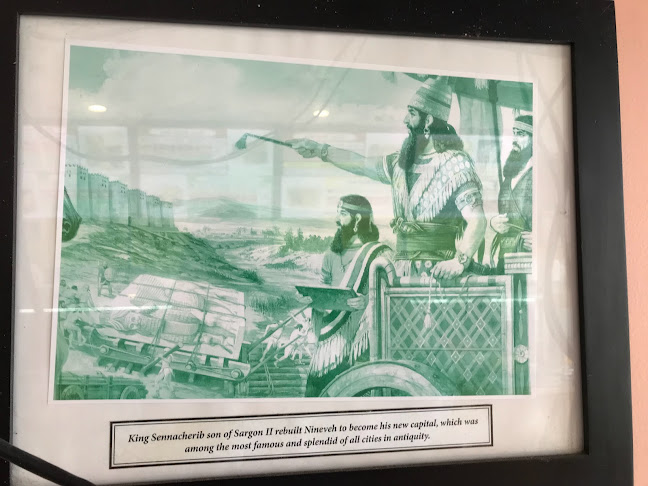 King Sennacherib son of Sargon II rebuilt Nineveh to become his new capital, which was
among the most famous and splendid of all cities in antiquity.